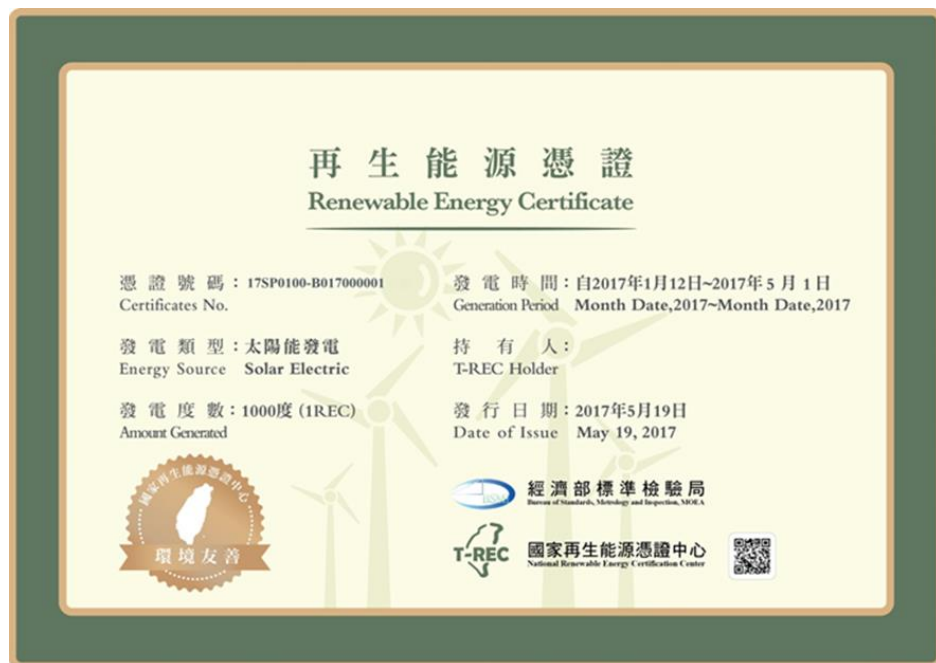 再生能源憑證
Renewable Energy Certificate
憑證號碼：17SP0100-B017000001
Certificates No.
發電時間：自2017年1月12日~2017年5月1日
Generation Period Month Date,2017~Month Date,2017
發電類型：太陽能發電
Energy Source Solar Electric
持有人：
T-REC Holder
發電度數：1000度 (1REC)
Amount Generated
發行日期：2017年5月19日
Date of Issue May 19, 2017
國家再生能源憑證中心
環境友善
BSMI
經濟部標準檢驗局
Bureau of Standards, Metrology and Inspection, MOEA
T-REC
國家再生能源憑證中心
National Renewable Energy Certification Center